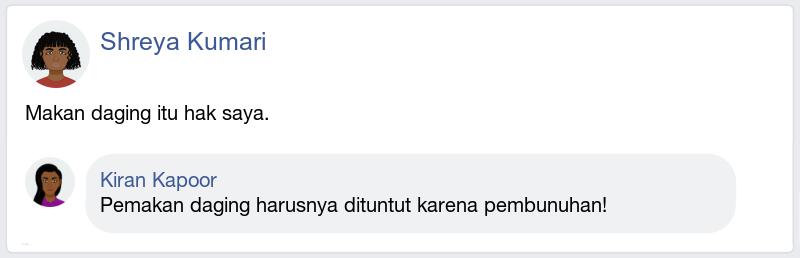 Shreya Kumari
Makan daging itu hak saya.
Kiran Kapoor
Pemakan daging harusnya dituntut karena pembunuhan!